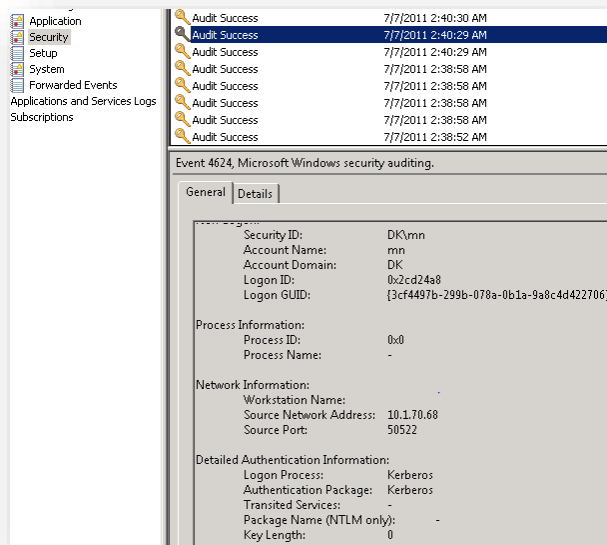 Application
Security
Setup
System
Forwarded Events
Applications and Services Logs
Subscriptions
Audit Success 7/7/2011 2:40:30 AM
Audit Success 7/7/2011 2:40:29 AM
Audit Success 7/7/2011 2:40:29 AM
Audit Success 7/7/2011 2:38:58 AM
Audit Success 7/7/2011 2:38:58 AM
Audit Success 7/7/2011 2:38:58 AM
Audit Success 7/7/2011 2:38:58 AM
Audit Success 7/7/2011 2:38:52 AM
Event 4624, Microsoft Windows security auditing.
General Details
Security ID: DK\mn
Account Name: mn
Account Domain: DK
Logon ID: 0x2cd24a8
Logon GUID: {3cf4497b-299b-078a-0b1a-9a8c4d422706}
Process Information:
Process ID: 0x0
Process Name: -
Network Information:
Workstation Name:
Source Network Address: 10.1.70.68
Source Port: 50522
Detailed Authentication Information:
Logon Process: Kerberos
Authentication Package: Kerberos
Transited Services: -
Package Name (NTLM only): -
Key Length: 0